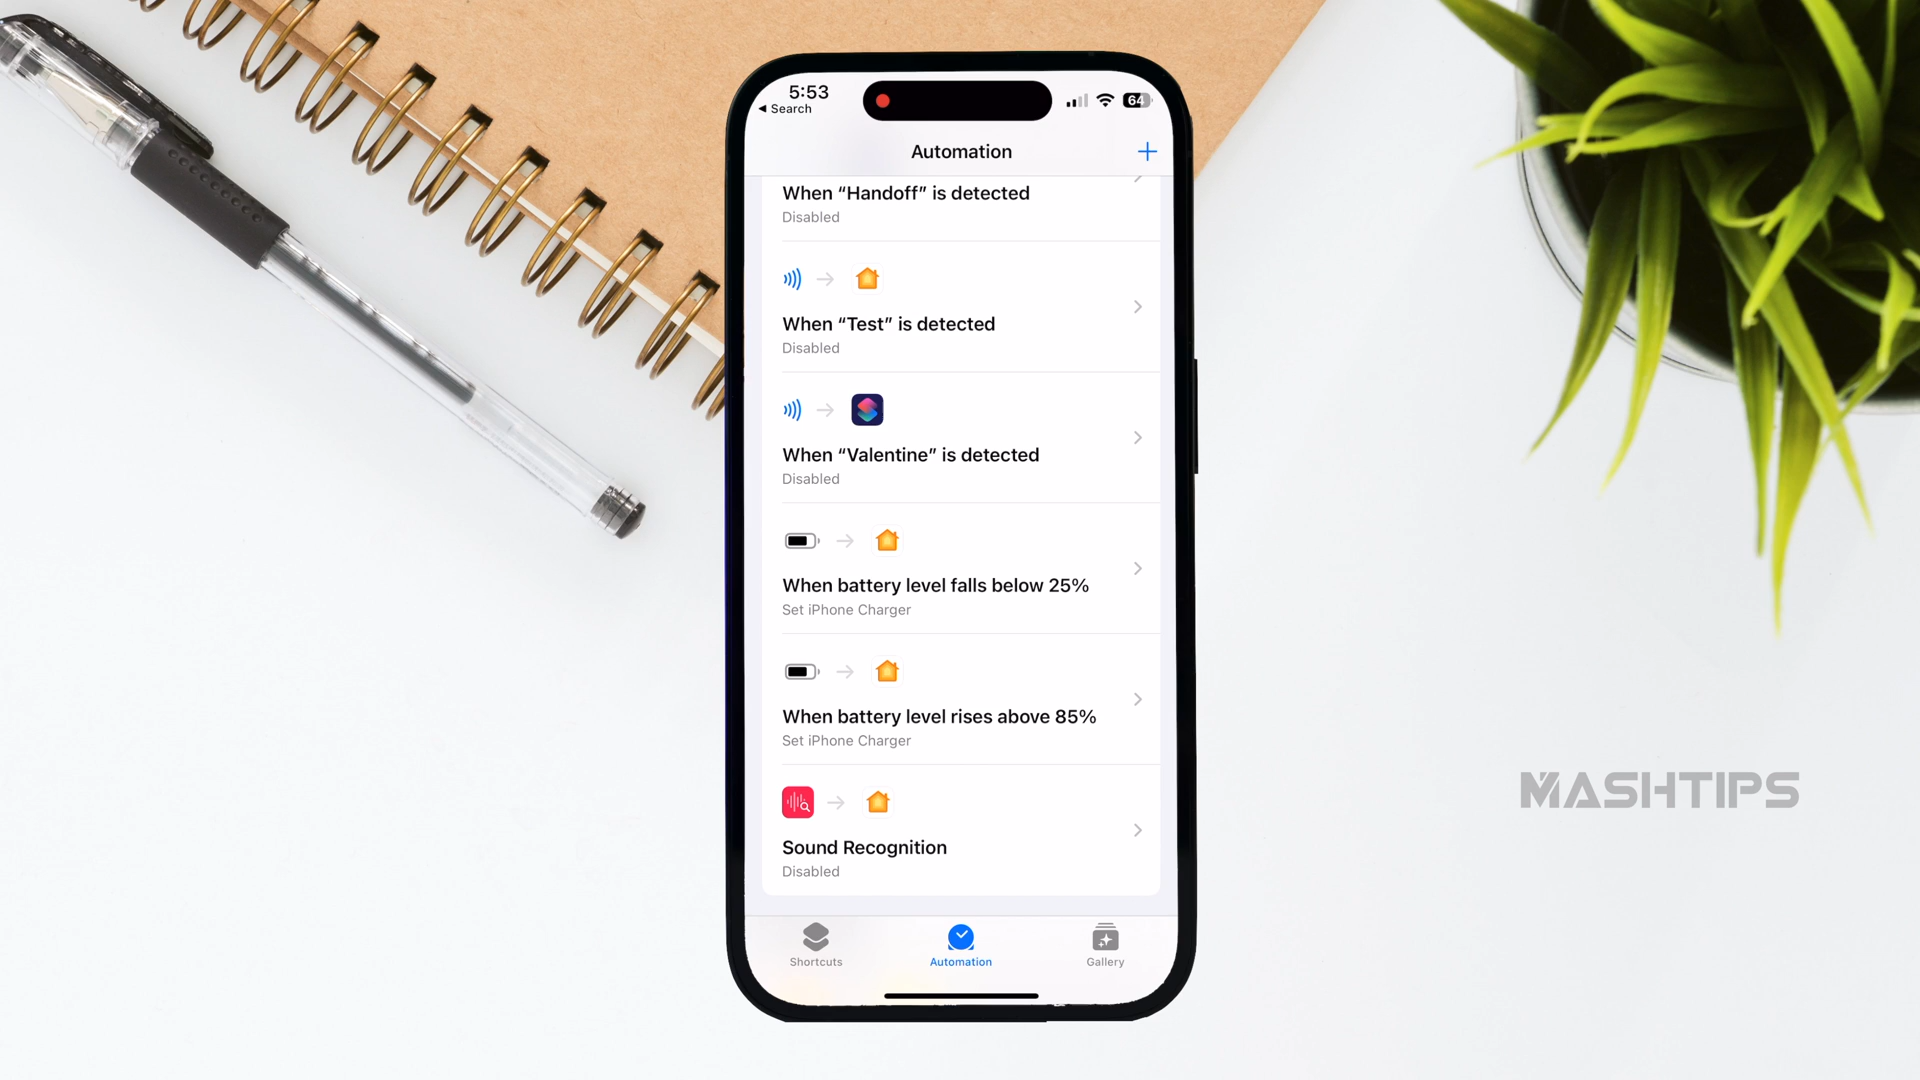 5:53
Search
64
Automation
When “Handoff” is detected
Disabled
When “Test” is detected
Disabled
When “Valentine” is detected
Disabled
When battery level falls below 25%
Set iPhone Charger
When battery level rises above 85%
Set iPhone Charger
Sound Recognition
Disabled
Shortcuts
Automation
Gallery
MASHTIPS